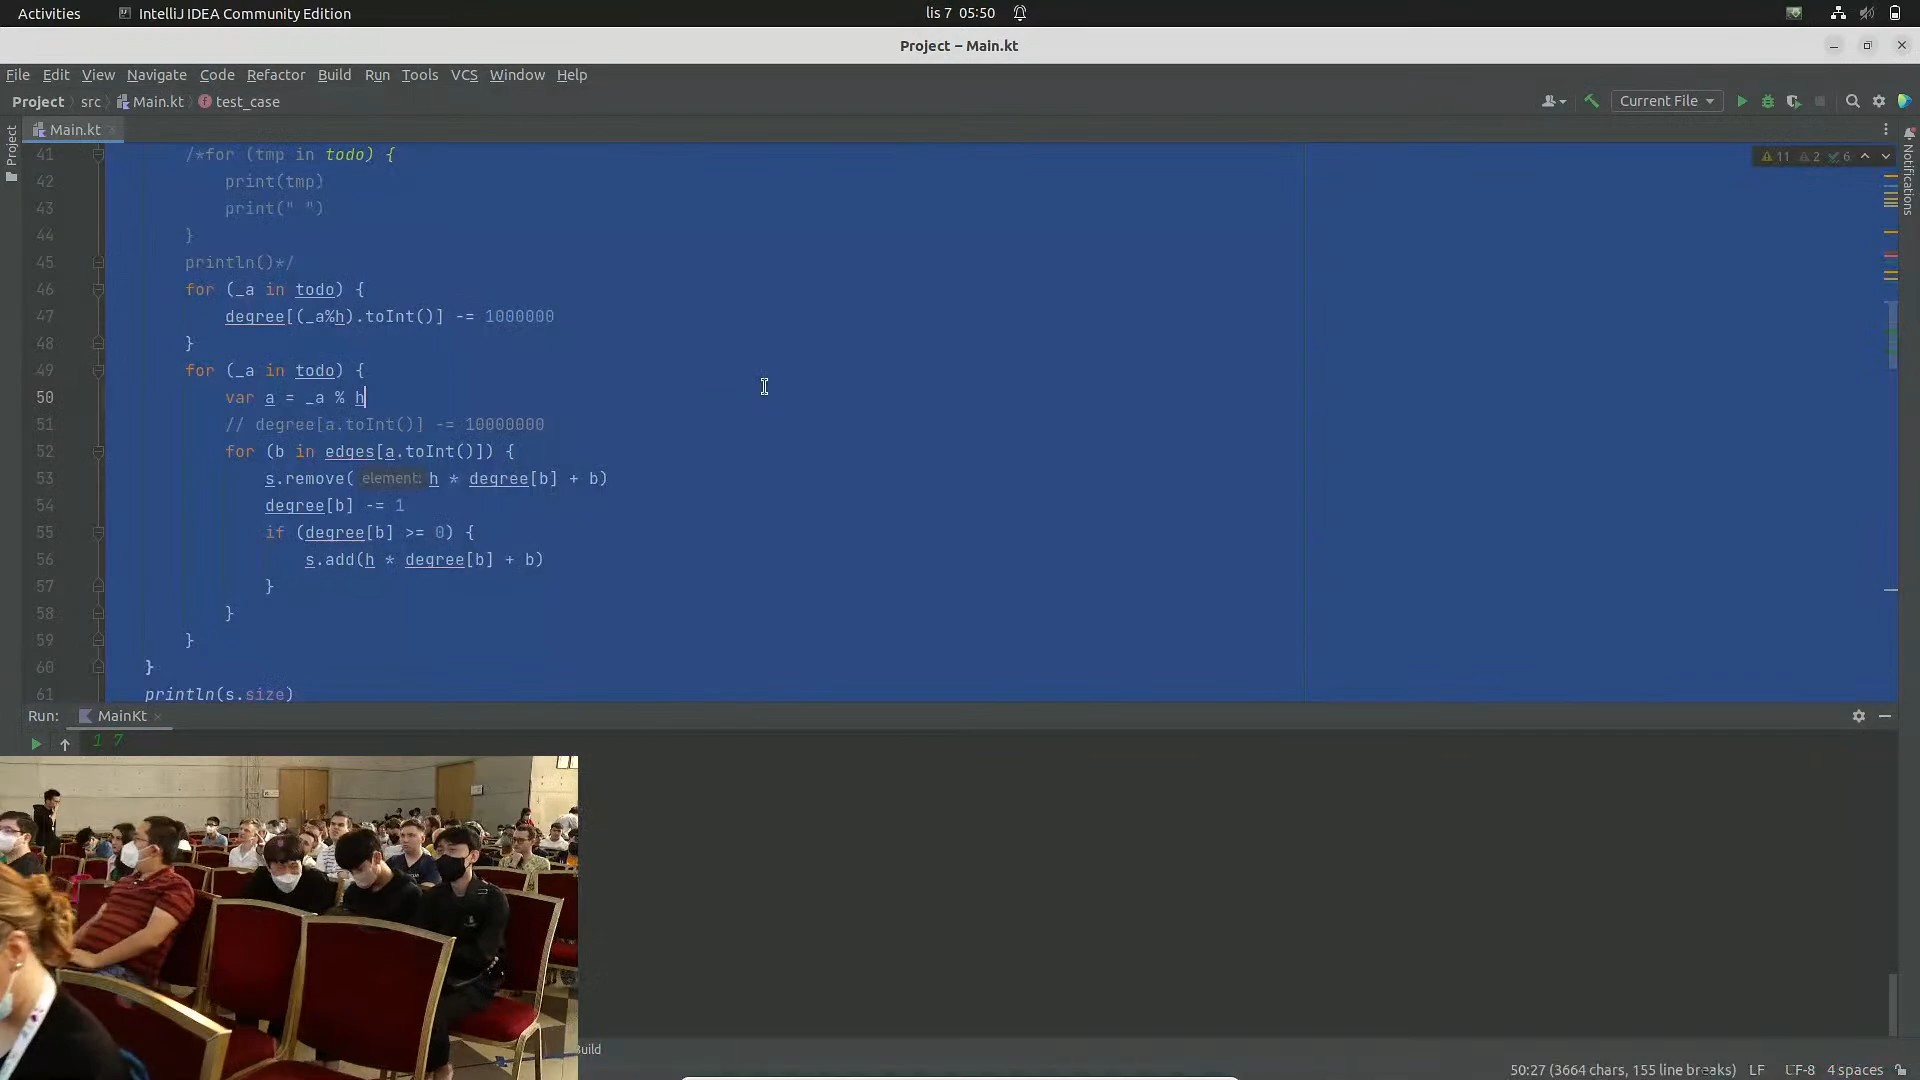 Activities
IntelliJ IDEA Community Edition
lis 7 05:50
Project – Main.kt
File Edit View Navigate Code Refactor Build Run Tools VCS Window Help
Project src Main.kt test_case
Current File
Project
Main.kt
11 2 6
Notifications
41 /*for (tmp in todo) {
42 print(tmp)
43 print(" ")
44 }
45 println()*/
46 for (_a in todo) {
47 degree[(_a%h).toInt()] -= 1000000
48 }
49 for (_a in todo) {
50 var a = _a % h
51 // degree[a.toInt()] -= 10000000
52 for (b in edges[a.toInt()]) {
53 s.remove( element: h * degree[b] + b)
54 degree[b] -= 1
55 if (degree[b] >= 0) {
56 s.add(h * degree[b] + b)
57 }
58 }
59 }
60 }
61 println(s.size)
Run: MainKt
1 7
Build
50:27 (3664 chars, 155 line breaks) LF UTF-8 4 spaces